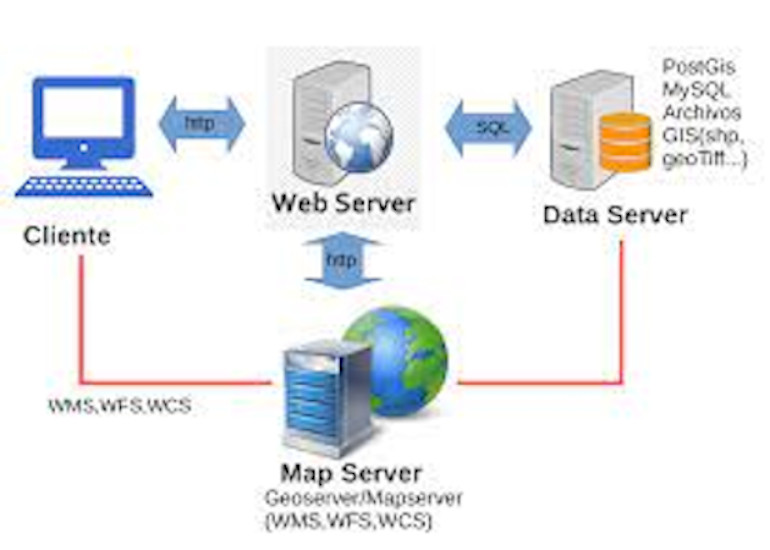 http
SQL
PostGis
MySQL
Archivos
GIS(shp,
geoTiff...)
Web Server
Data Server
Cliente
http
WMS,WFS,WCS
Map Server
Geoserver/Mapserver
(WMS,WFS,WCS)